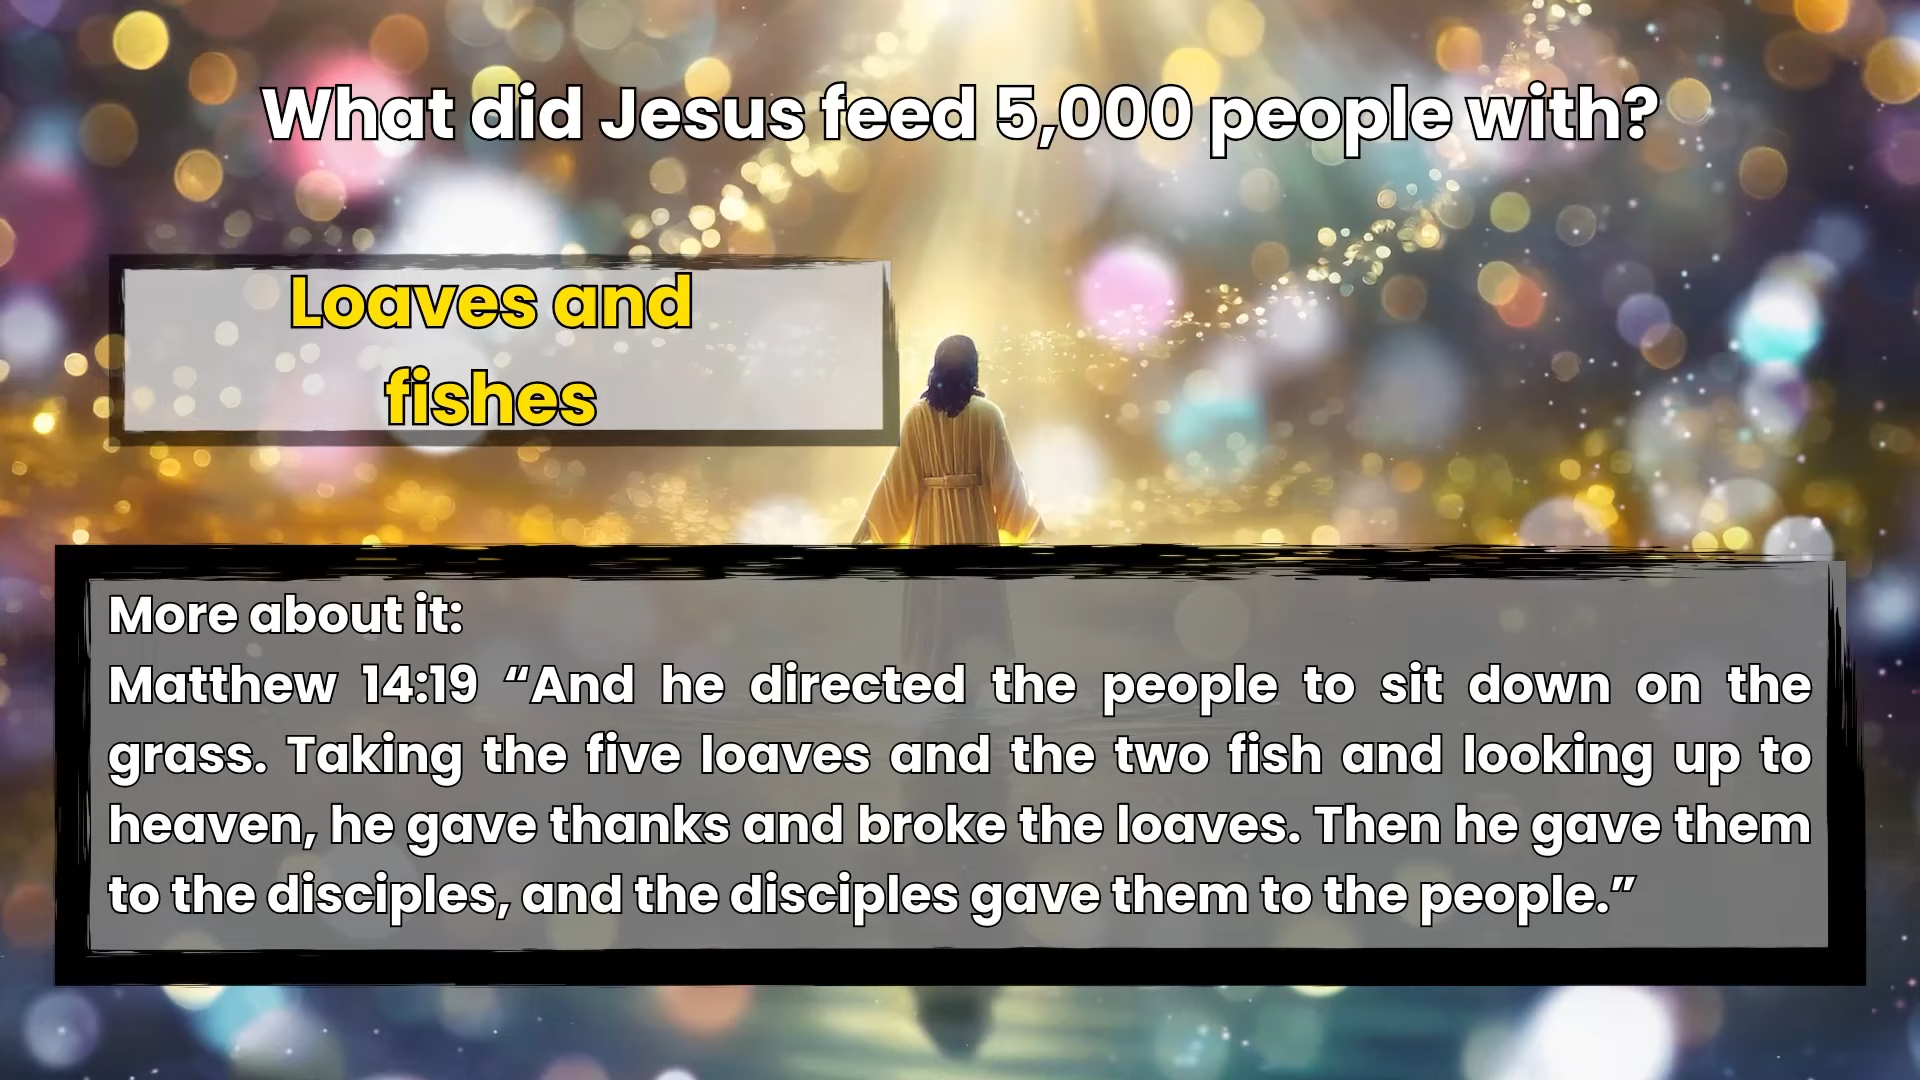 What did Jesus feed 5,000 people with?
Loaves and
fishes
More about it:
Matthew 14:19 “And he directed the people to sit down on the
grass. Taking the five loaves and the two fish and looking up to
heaven, he gave thanks and broke the loaves. Then he gave them
to the disciples, and the disciples gave them to the people.”